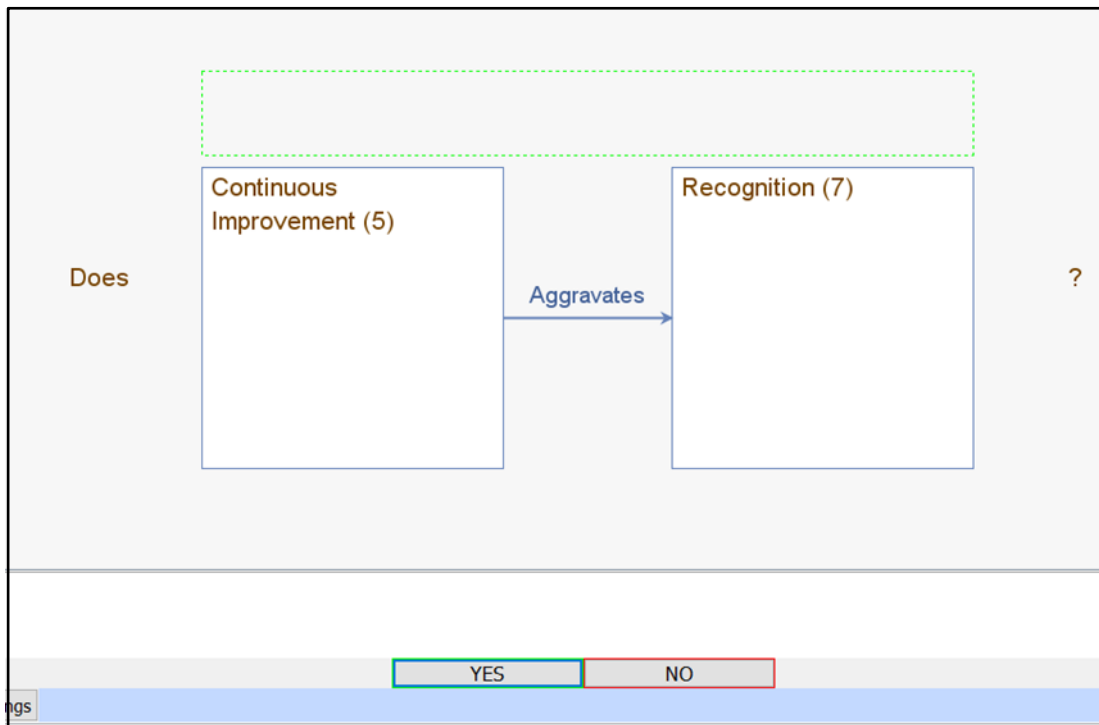 Continuous
Improvement (5)
Recognition (7)
Does
Aggravates
?
YES
NO
ngs